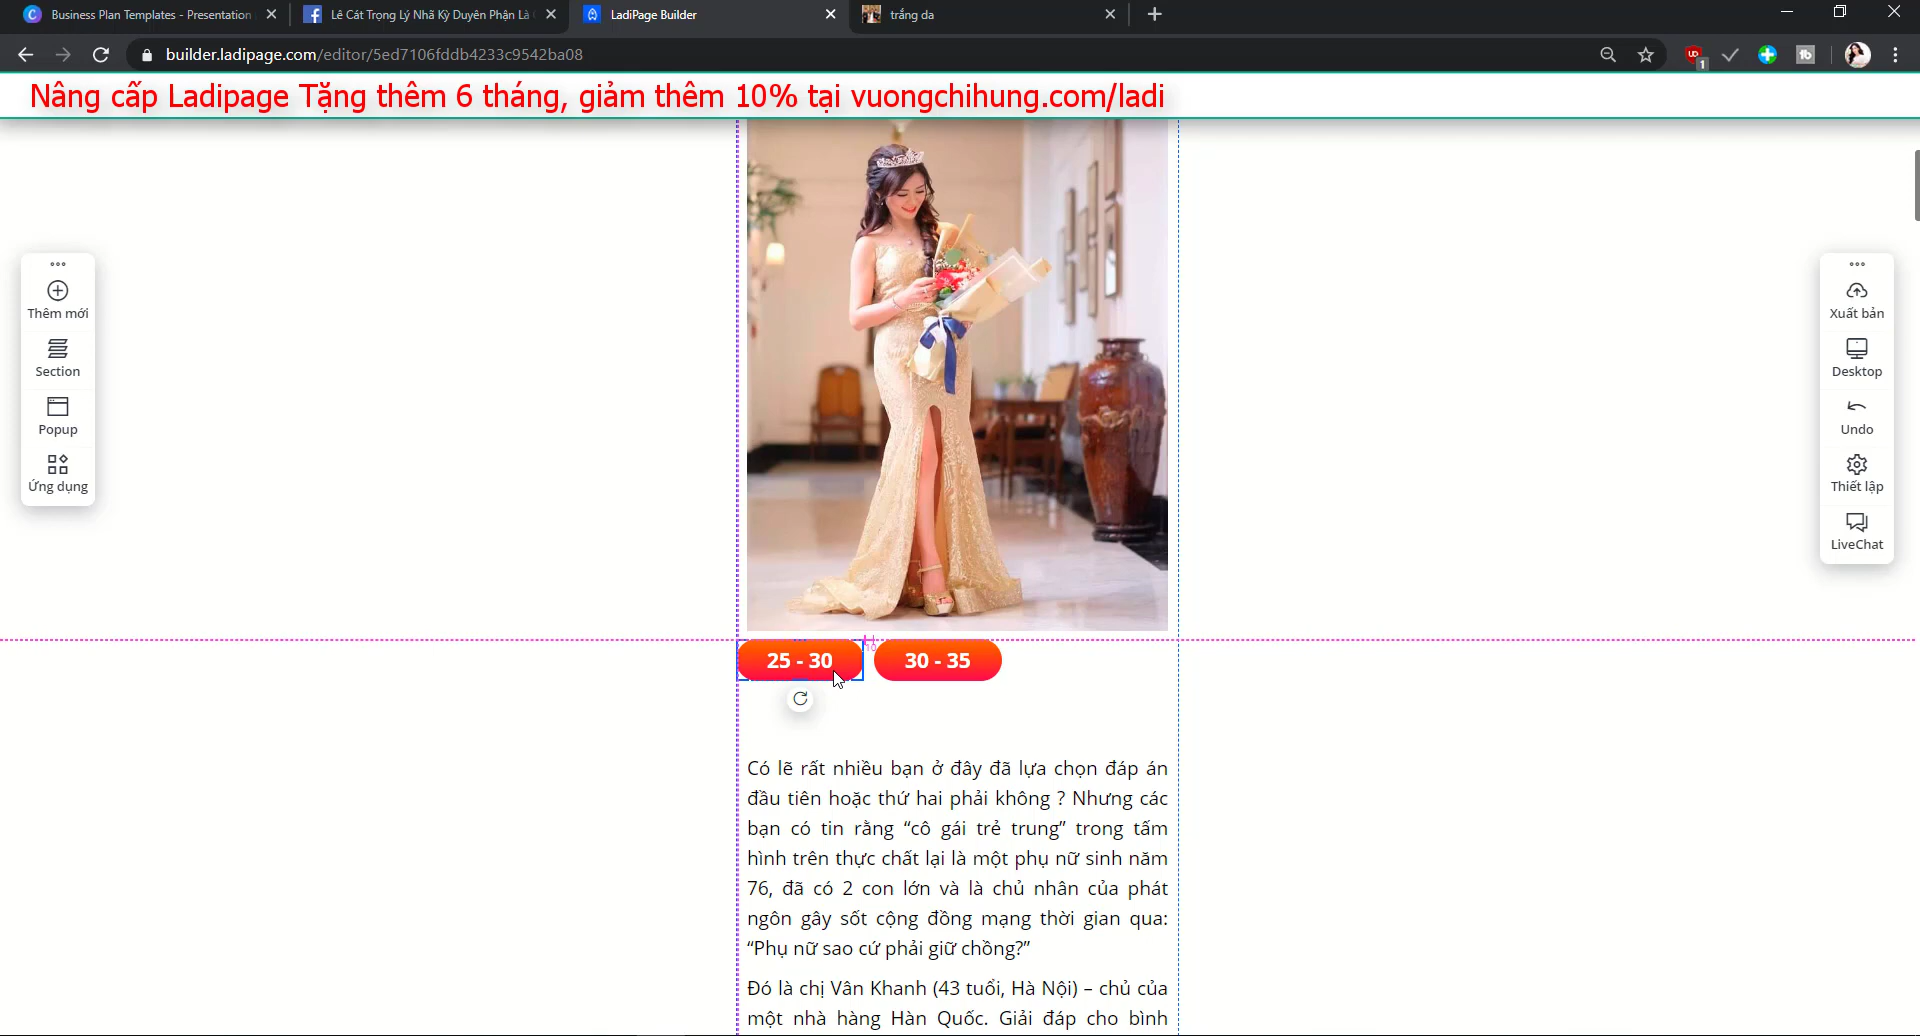 Business Plan Templates - Presentation
Lê Cát Trọng Lý Nhã Kỳ Duyên Phận Là
LadiPage Builder
trắng da
builder.ladipage.com/editor/5ed7106fddb4233c9542ba08
1
Nâng cấp Ladipage Tặng thêm 6 tháng, giảm thêm 10% tại vuongchihung.com/ladi
Thêm mới
Section
Popup
Ứng dụng
Xuất bản
Desktop
Undo
Thiết lập
LiveChat
10
25 - 30
30 - 35
Có lẽ rất nhiều bạn ở đây đã lựa chọn đáp án
đầu tiên hoặc thứ hai phải không ? Nhưng các
bạn có tin rằng “cô gái trẻ trung” trong tấm
hình trên thực chất lại là một phụ nữ sinh năm
76, đã có 2 con lớn và là chủ nhân của phát
ngôn gây sốt cộng đồng mạng thời gian qua:
“Phụ nữ sao cứ phải giữ chồng?”
Đó là chị Vân Khanh (43 tuổi, Hà Nội) – chủ của
một nhà hàng Hàn Quốc. Giải đáp cho bình